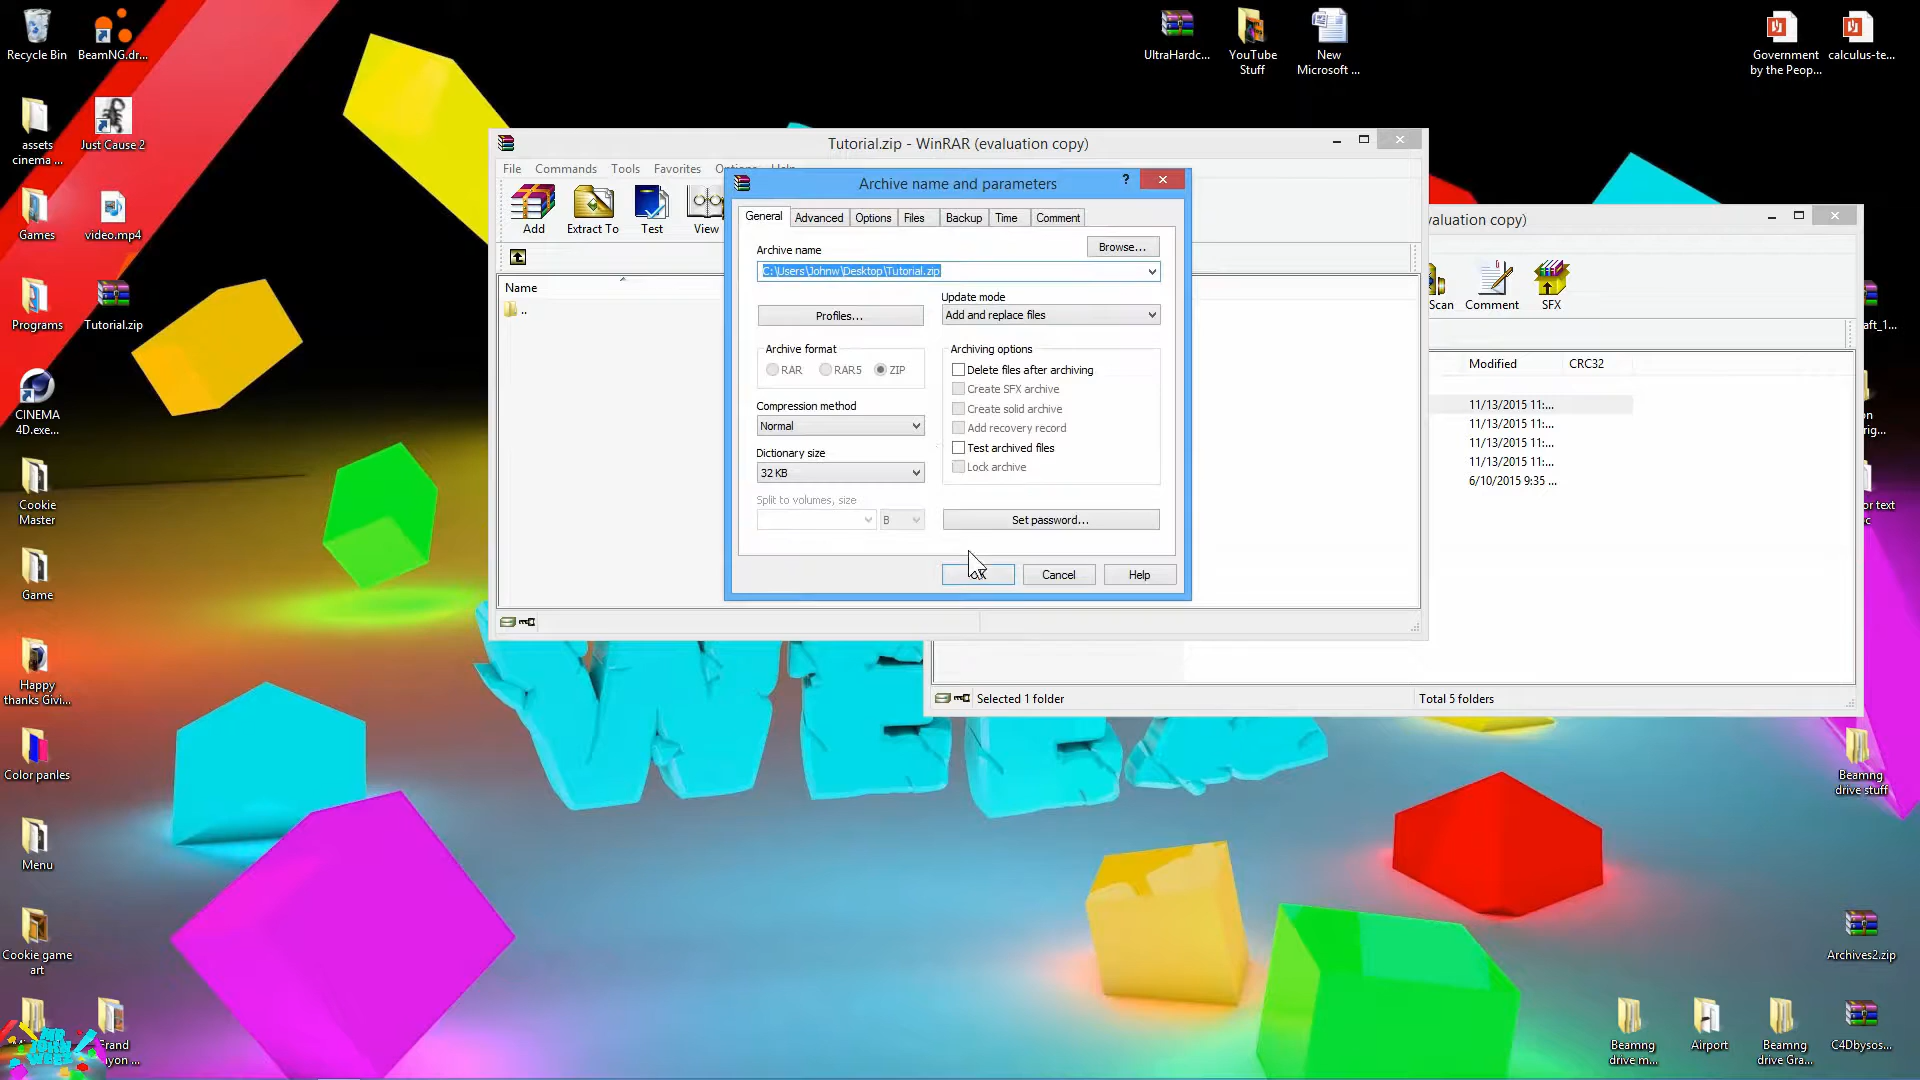 Recycle Bin
BeamNG.dr...
UltraHardc...
YouTube
Stuff
New
Microsoft ...
Government
by the Peop...
calculus-te...
assets
cinema ...
Just Cause 2
Games
video.mp4
Programs
Tutorial.zip
CINEMA
4D.exe...
Cookie
Master
Game
Happy
thanks Givi...
Color panles
Menu
Cookie game
art
Tutorial.zip - WinRAR (evaluation copy)
File Commands Tools Favorites
Add
Extract To
Test
View
Name
..
Archive name and parameters
?
General
Advanced
Options
Files
Backup
Time
Comment
Archive name
Browse...
C:\Users\Johnw\Desktop\Tutorial.zip
Profiles...
Update mode
Add and replace files
Archive format
RAR
RAR5
ZIP
Compression method
Normal
Dictionary size
32 KB
Split to volumes, size
B
Archiving options
Delete files after archiving
Create SFX archive
Create solid archive
Add recovery record
Test archived files
Lock archive
Set password...
OK
Cancel
Help
valuation copy)
Scan
Comment
SFX
Modified
CRC32
11/13/2015 11:...
11/13/2015 11:...
11/13/2015 11:...
11/13/2015 11:...
6/10/2015 9:35 ...
Selected 1 folder
Total 5 folders
Beamng
drive stuff
Archives2.zip
Beamng
drive m...
Airport
Beamng
drive Gra...
C4Dbysos...